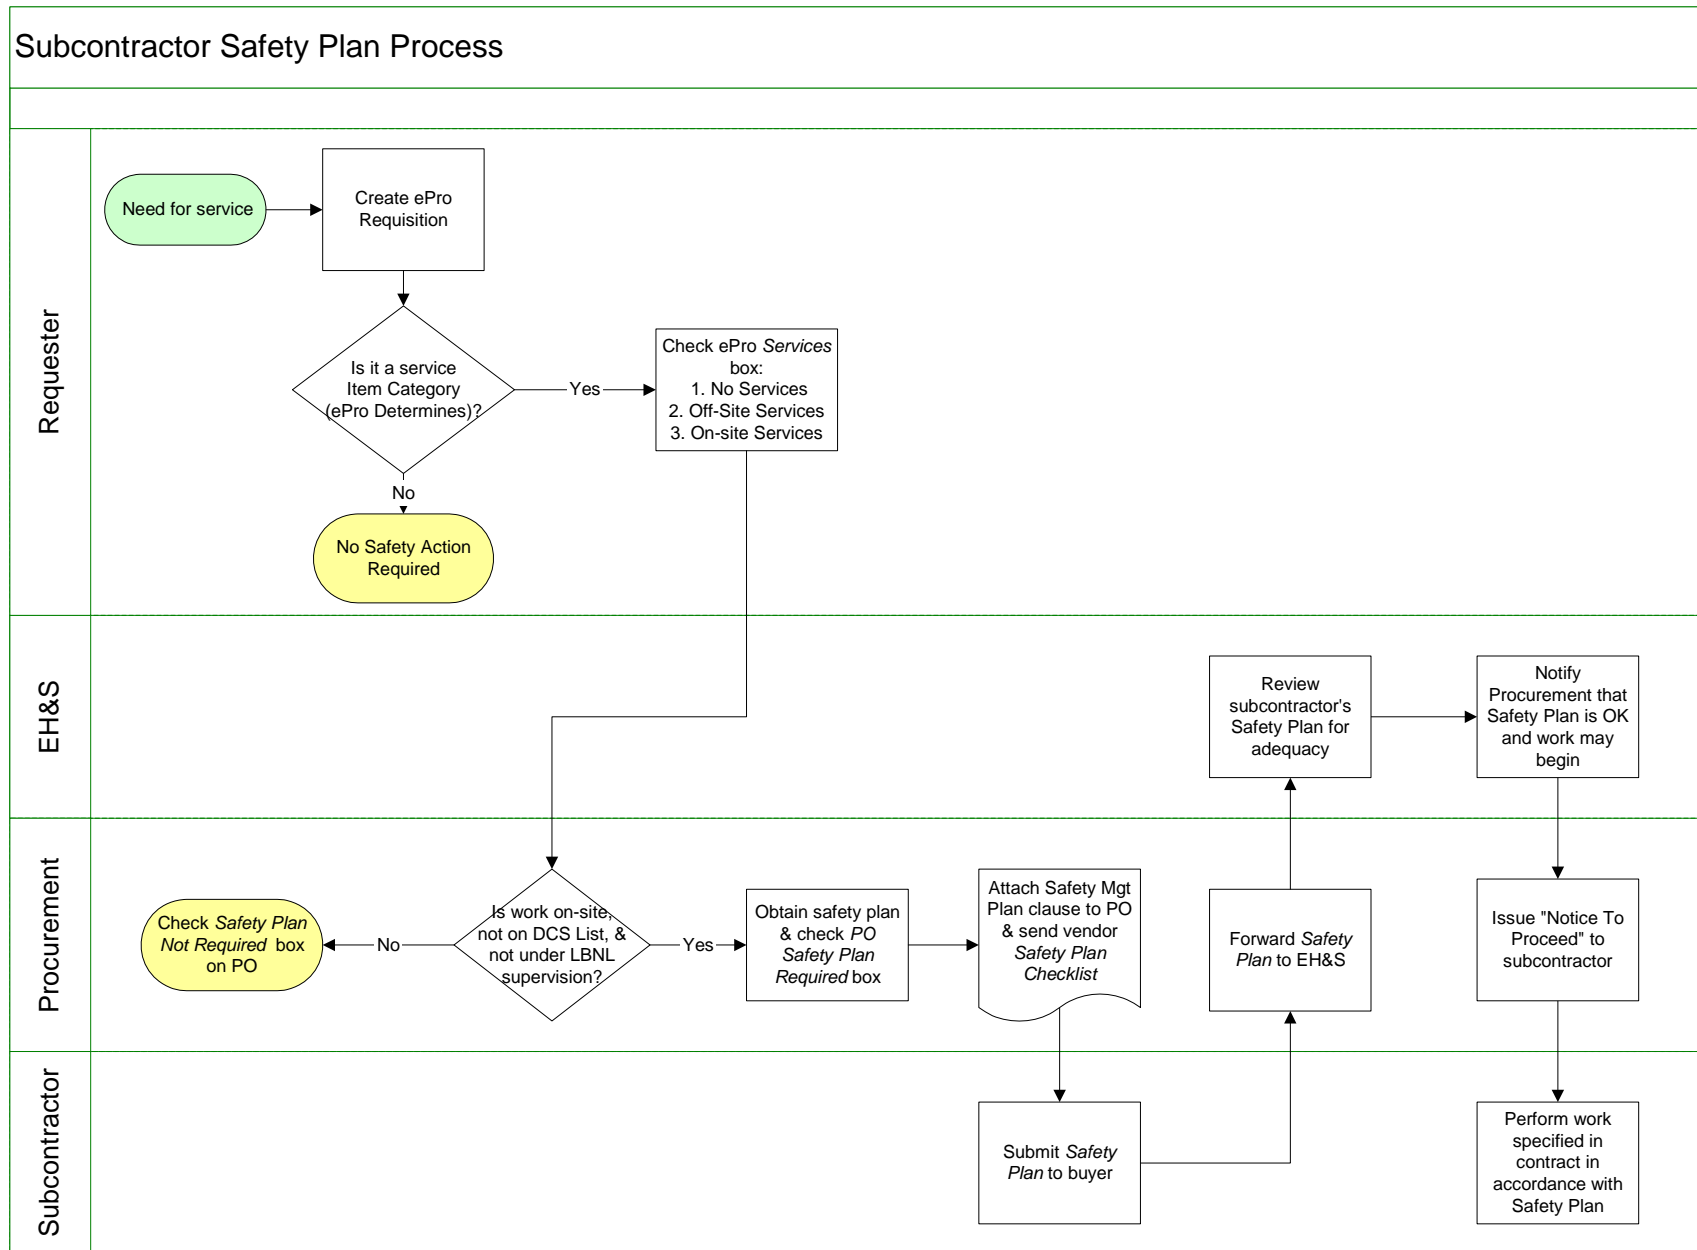 Subcontractor Safety Plan Process
Requester
Need for service
Create ePro
Requisition
Is it a service
Item Category
(ePro Determines)?
Yes
Check ePro Services
box:
1. No Services
2. Off-Site Services
3. On-site Services
No
No Safety Action
Required
EH&S
Review
subcontractor's
Safety Plan for
adequacy
Notify
Procurement that
Safety Plan is OK
and work may
begin
Procurement
Check Safety Plan
Not Required box
on PO
No
Is work on-site,
not on DCS List, &
not under LBNL
supervision?
Yes
Obtain safety plan
& check PO
Safety Plan
Required box
Attach Safety Mgt
Plan clause to PO
& send vendor
Safety Plan
Checklist
Forward Safety
Plan to EH&S
Issue "Notice To
Proceed" to
subcontractor
Subcontractor
Submit Safety
Plan to buyer
Perform work
specified in
contract in
accordance with
Safety Plan